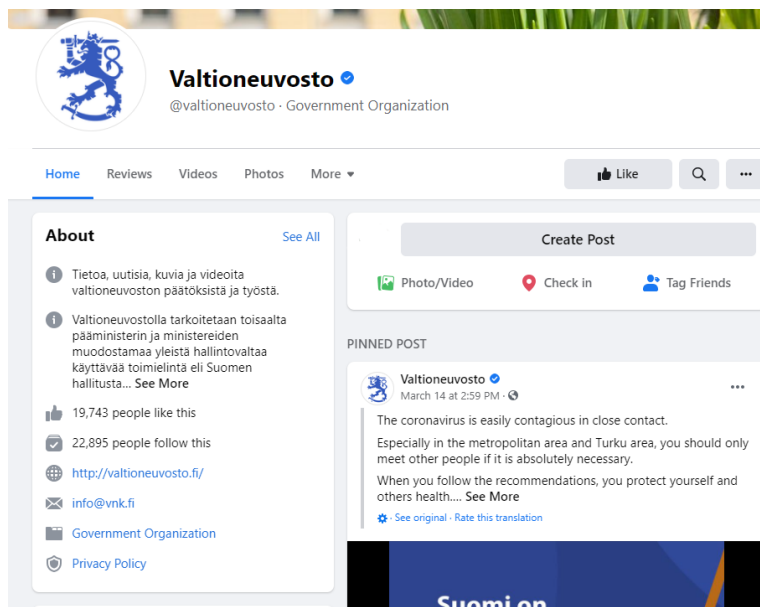 Valtioneuvosto
@valtioneuvosto · Government Organization
Home
Reviews
Videos
Photos
More
Like
About
See All
Tietoa, uutisia, kuvia ja videoita
valtioneuvoston päätöksistä ja työstä.
Valtioneuvostolla tarkoitetaan toisaalta
pääministerin ja ministereiden
muodostamaa yleistä hallintovaltaa
käyttävää toimielintä eli Suomen
hallitusta... See More
19,743 people like this
22,895 people follow this
http://valtioneuvosto.fi/
info@vnk.fi
Government Organization
Privacy Policy
Create Post
Photo/Video
Check in
Tag Friends
PINNED POST
Valtioneuvosto
March 14 at 2:59 PM ·
The coronavirus is easily contagious in close contact.
Especially in the metropolitan area and Turku area, you should only
meet other people if it is absolutely necessary.
When you follow the recommendations, you protect yourself and
others health.... See More
· See original · Rate this translation
Suomi on